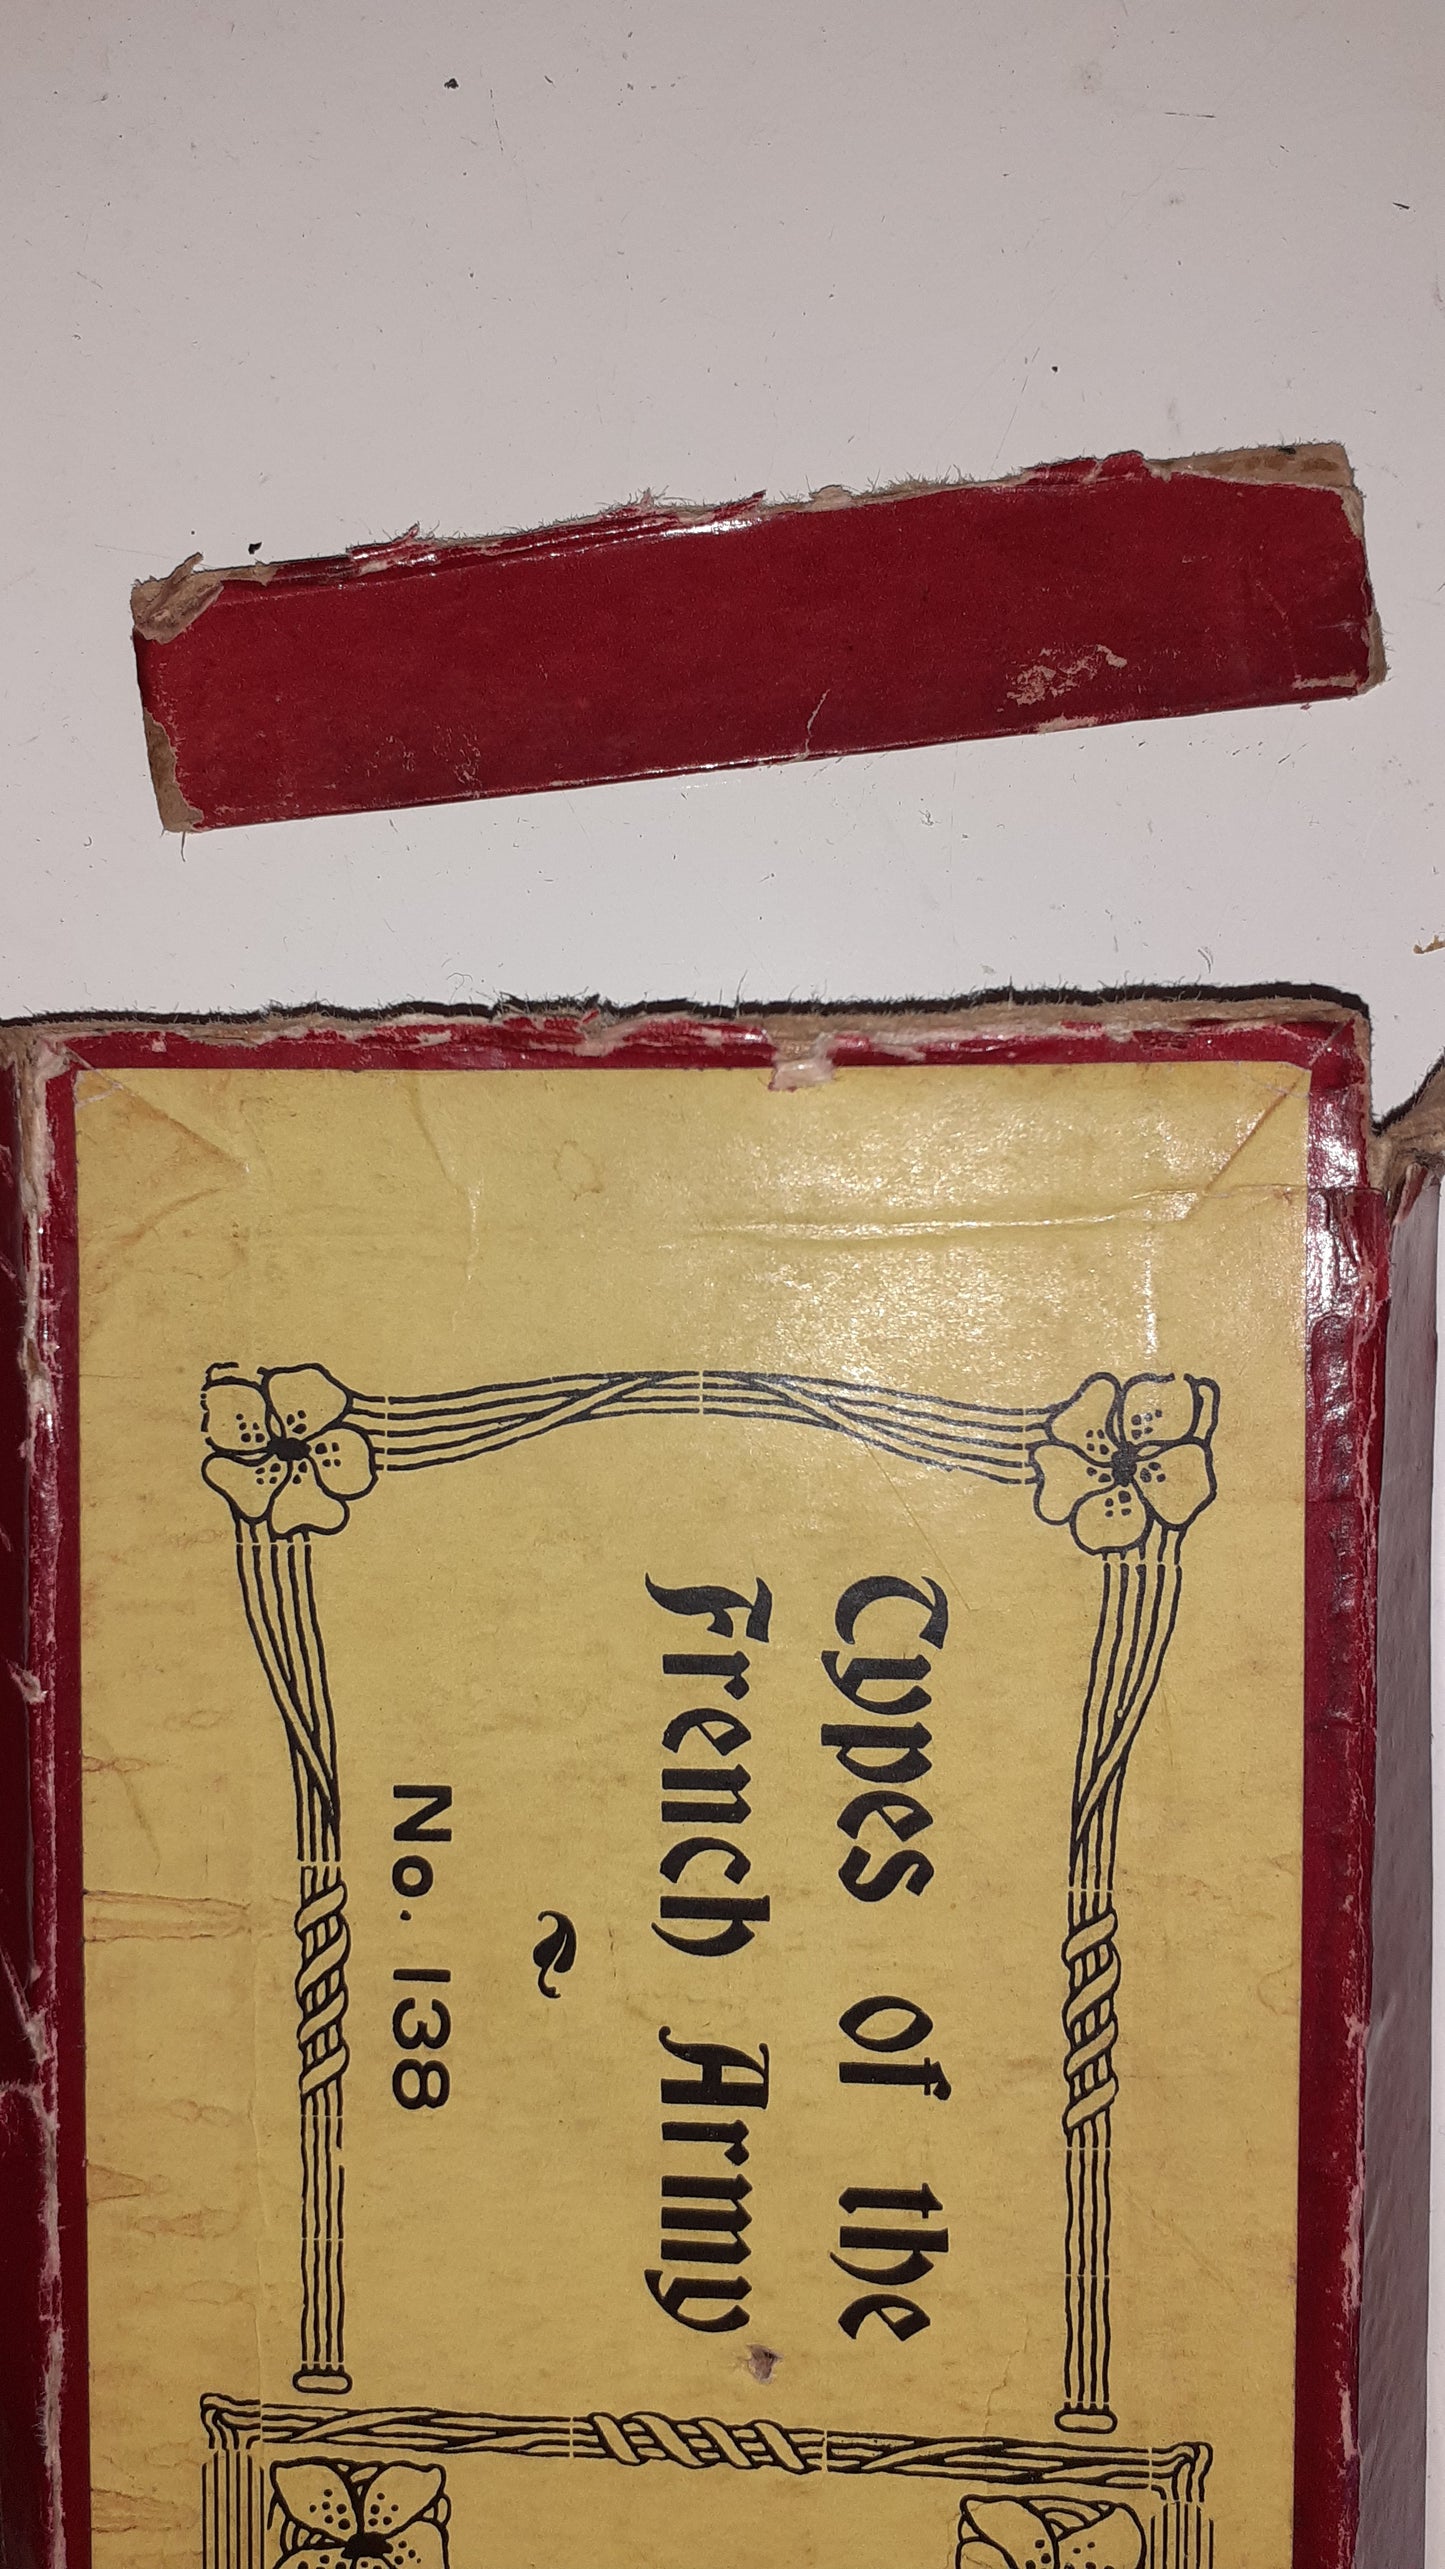 Types of the
French Army
No. 138